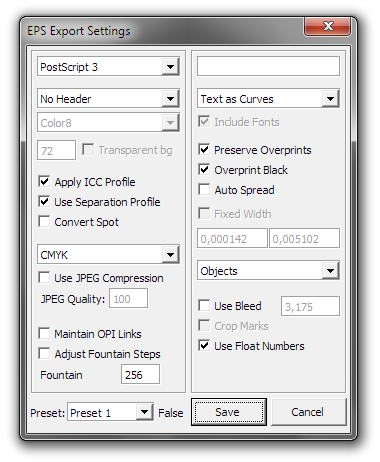 EPS Export Settings
PostScript 3
No Header
Color8
72 Transparent bg
Apply ICC Profile
Use Separation Profile
Convert Spot
CMYK
Use JPEG Compression
JPEG Quality: 100
Maintain OPI Links
Adjust Fountain Steps
Fountain 256
Text as Curves
Include Fonts
Preserve Overprints
Overprint Black
Auto Spread
Fixed Width
0,000142 0,005102
Objects
Use Bleed 3,175
Crop Marks
Use Float Numbers
Preset: Preset 1 False Save Cancel